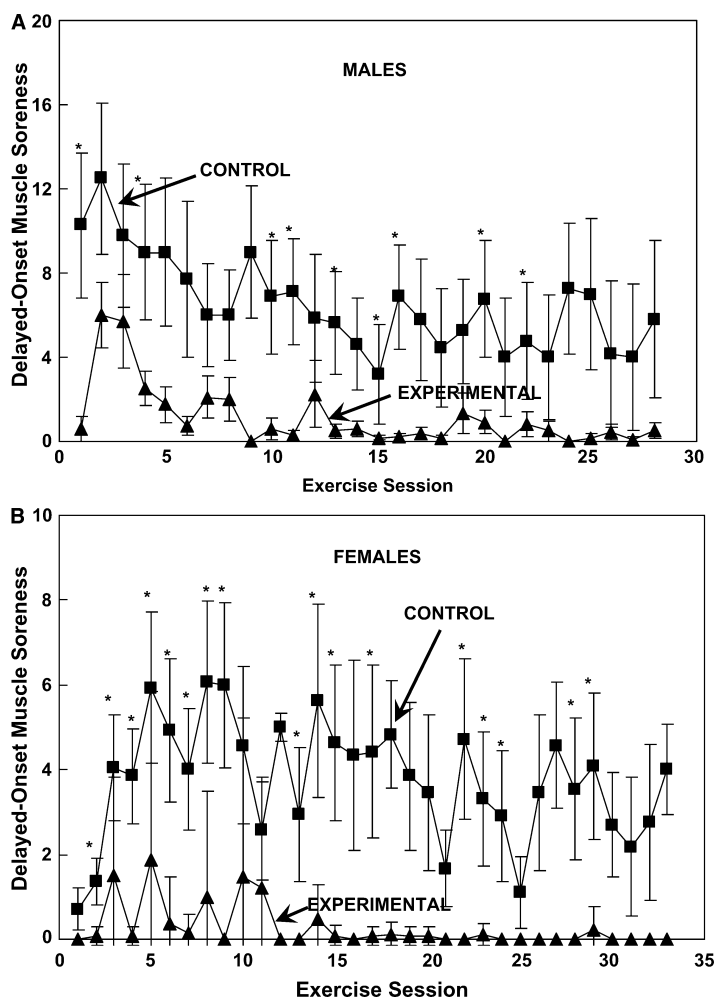 A
20
MALES
16
*
*
CONTROL
12
* *
*
*
*
*
*
8
Delayed-Onset Muscle Soreness
4
EXPERIMENTAL
0
0 5 10 15 20 25 30
Exercise Session
B
10
FEMALES
8
* * * *
CONTROL
*
* * * *
*
* * * *
* *
6
Delayed-Onset Muscle Soreness
4
2
*
EXPERIMENTAL
0
0 5 10 15 20 25 30 35
Exercise Session